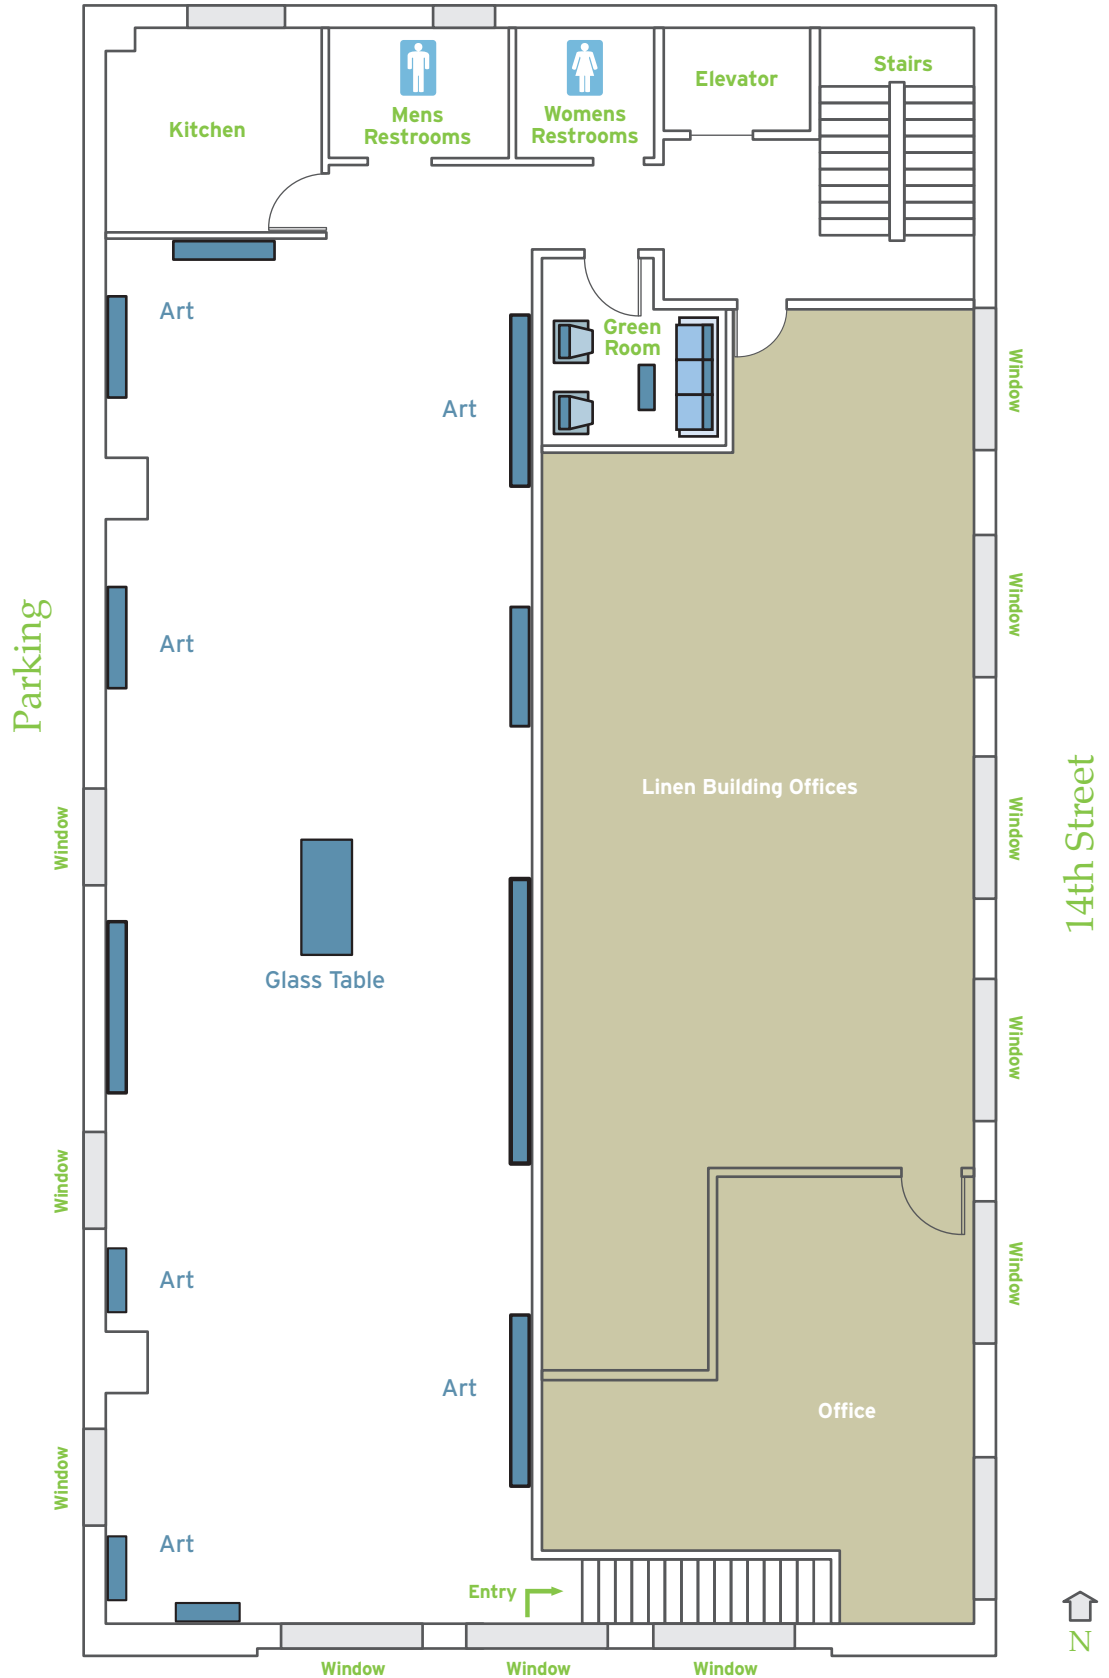 Stairs
Elevator
Mens
Restrooms
Womens
Restrooms
Kitchen
Art
Green
Room
Window
Art
Window
Parking
Art
Linen Building Offices
14th Street
Window
Window
Glass Table
Window
Window
Art
Window
Art
Office
Window
Art
Entry
N
Window
Window
Window